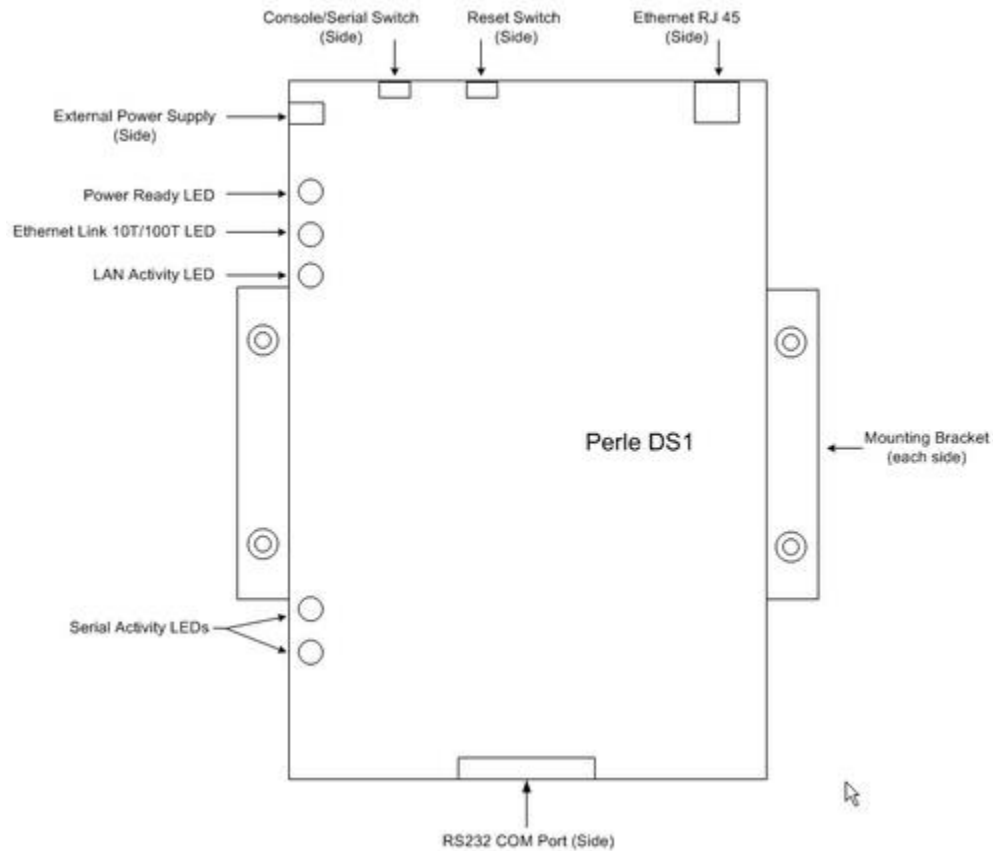 Console/Serial Switch
(Side)
Reset Switch
(Side)
Ethernet RJ 45
(Side)
External Power Supply
(Side)
Power Ready LED
Ethernet Link 10T/100T LED
LAN Activity LED
Perle DS1
Mounting Bracket
(each side)
Serial Activity LEDs
RS232 COM Port (Side)